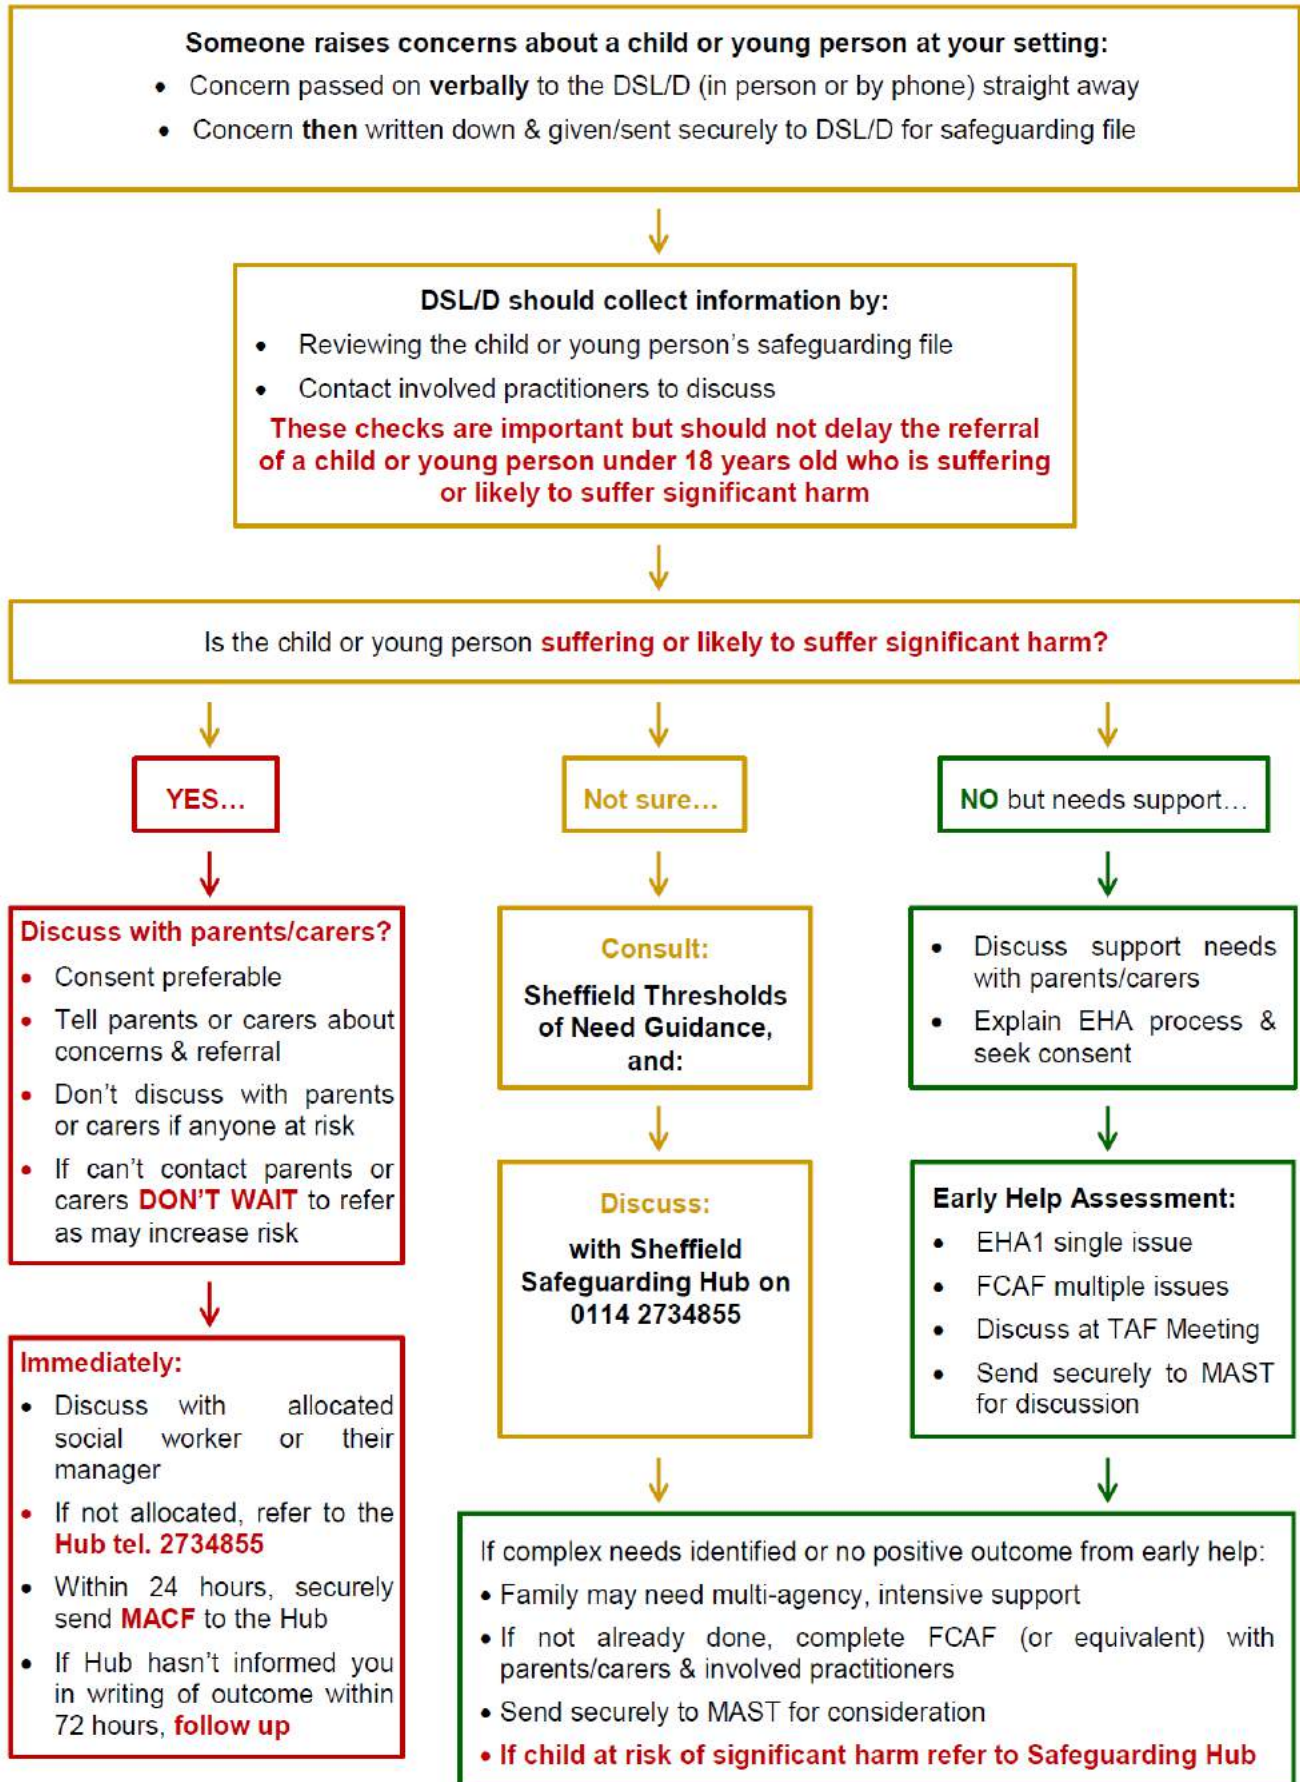 Someone raises concerns about a child or young person at your setting:
• Concern passed on verbally to the DSL/D (in person or by phone) straight away
• Concern then written down & given/sent securely to DSL/D for safeguarding file
DSL/D should collect information by:
• Reviewing the child or young person's safeguarding file
• Contact involved practitioners to discuss
These checks are important but should not delay the referral
of a child or young person under 18 years old who is suffering
or likely to suffer significant harm
Is the child or young person suffering or likely to suffer significant harm?
YES...
Discuss with parents/carers?
• Consent preferable
• Tell parents or carers about
concerns & referral
• Don't discuss with parents
or carers if anyone at risk
• If can't contact parents or
carers DON'T WAIT to refer
as may increase risk
Immediately:
• Discuss with allocated
social worker or their
manager
• If not allocated, refer to the
Hub tel. 2734855
• Within 24 hours, securely
send MACF to the Hub
• If Hub hasn't informed you
in writing of outcome within
72 hours, follow up
Not sure...
Consult:
Sheffield Thresholds
of Need Guidance,
and:
Discuss:
with Sheffield
Safeguarding Hub on
0114 2734855
NO but needs support...
• Discuss support needs
with parents/carers
• Explain EHA process &
seek consent
Early Help Assessment:
• EHA1 single issue
• FCAF multiple issues
• Discuss at TAF Meeting
• Send securely to MAST
for discussion
If complex needs identified or no positive outcome from early help:
• Family may need multi-agency, intensive support
• If not already done, complete FCAF (or equivalent) with
parents/carers & involved practitioners
• Send securely to MAST for consideration
• If child at risk of significant harm refer to Safeguarding Hub